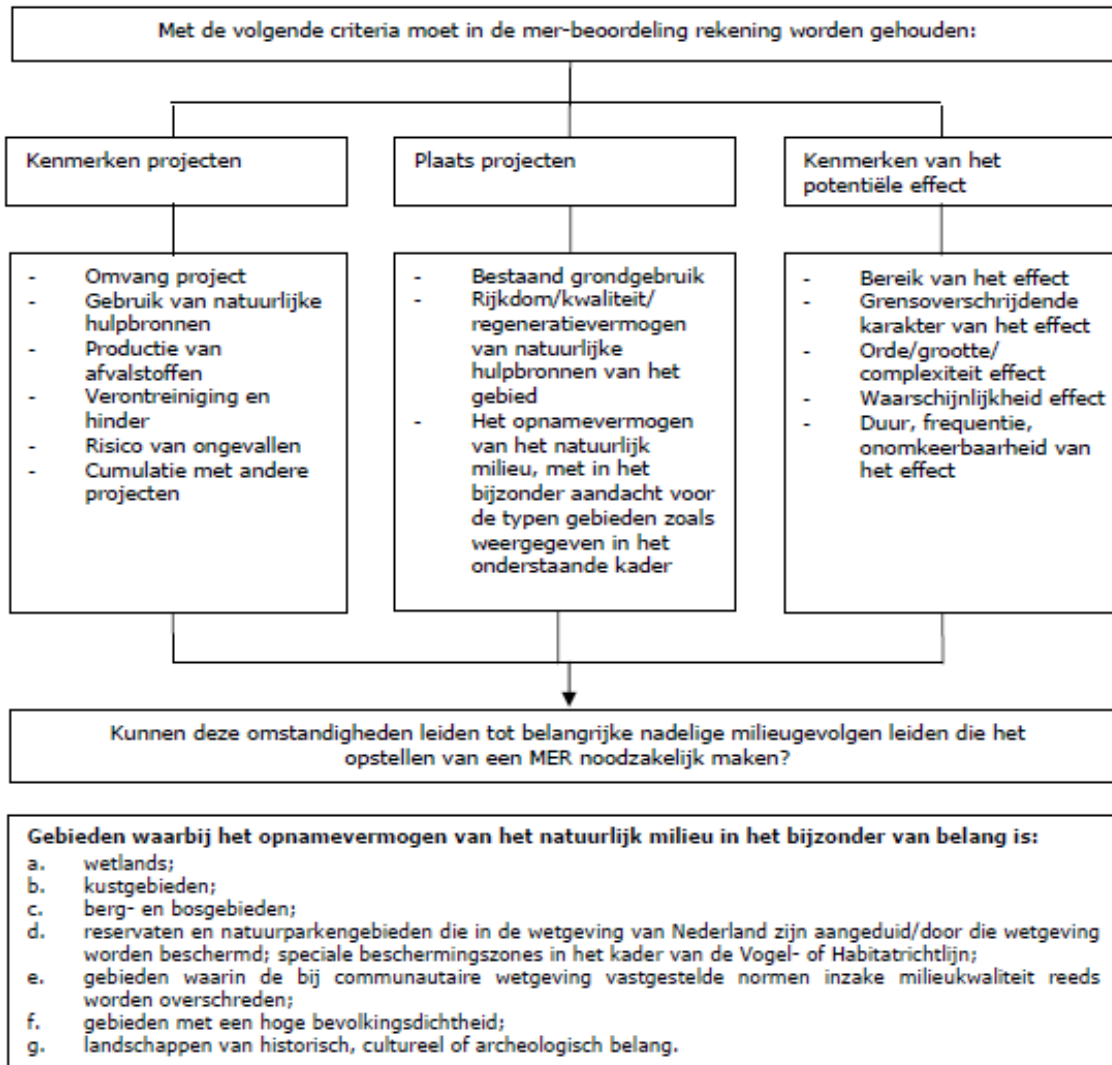 Met de volgende criteria moet in de mer-beoordeling rekening worden gehouden:
Kenmerken projecten
Plaats projecten
Kenmerken van het
potentiële effect
- Omvang project
- Gebruik van natuurlijke
hulpbronnen
- Productie van
afvalstoffen
- Verontreiniging en
hinder
- Risico van ongevallen
- Cumulatie met andere
projecten
- Bestaand grondgebruik
- Rijkdom/kwaliteit/
regeneratievermogen
van natuurlijke
hulpbronnen van het
gebied
- Het opnamevermogen
van het natuurlijk
milieu, met in het
bijzonder aandacht voor
de typen gebieden zoals
weergegeven in het
onderstaande kader
- Bereik van het effect
- Grensoverschrijdende
karakter van het effect
- Orde/grootte/
complexiteit effect
- Waarschijnlijkheid effect
- Duur, frequentie,
onomkeerbaarheid van
het effect
Kunnen deze omstandigheden leiden tot belangrijke nadelige milieugevolgen leiden die het
opstellen van een MER noodzakelijk maken?
Gebieden waarbij het opnamevermogen van het natuurlijk milieu in het bijzonder van belang is:
a. wetlands;
b. kustgebieden;
c. berg- en bosgebieden;
d. reservaten en natuurparkengebieden die in de wetgeving van Nederland zijn aangeduid/door die wetgeving
worden beschermd; speciale beschermingszones in het kader van de Vogel- of Habitatrichtlijn;
e. gebieden waarin de bij communautaire wetgeving vastgestelde normen inzake milieukwaliteit reeds
worden overschreden;
f. gebieden met een hoge bevolkingsdichtheid;
g. landschappen van historisch, cultureel of archeologisch belang.